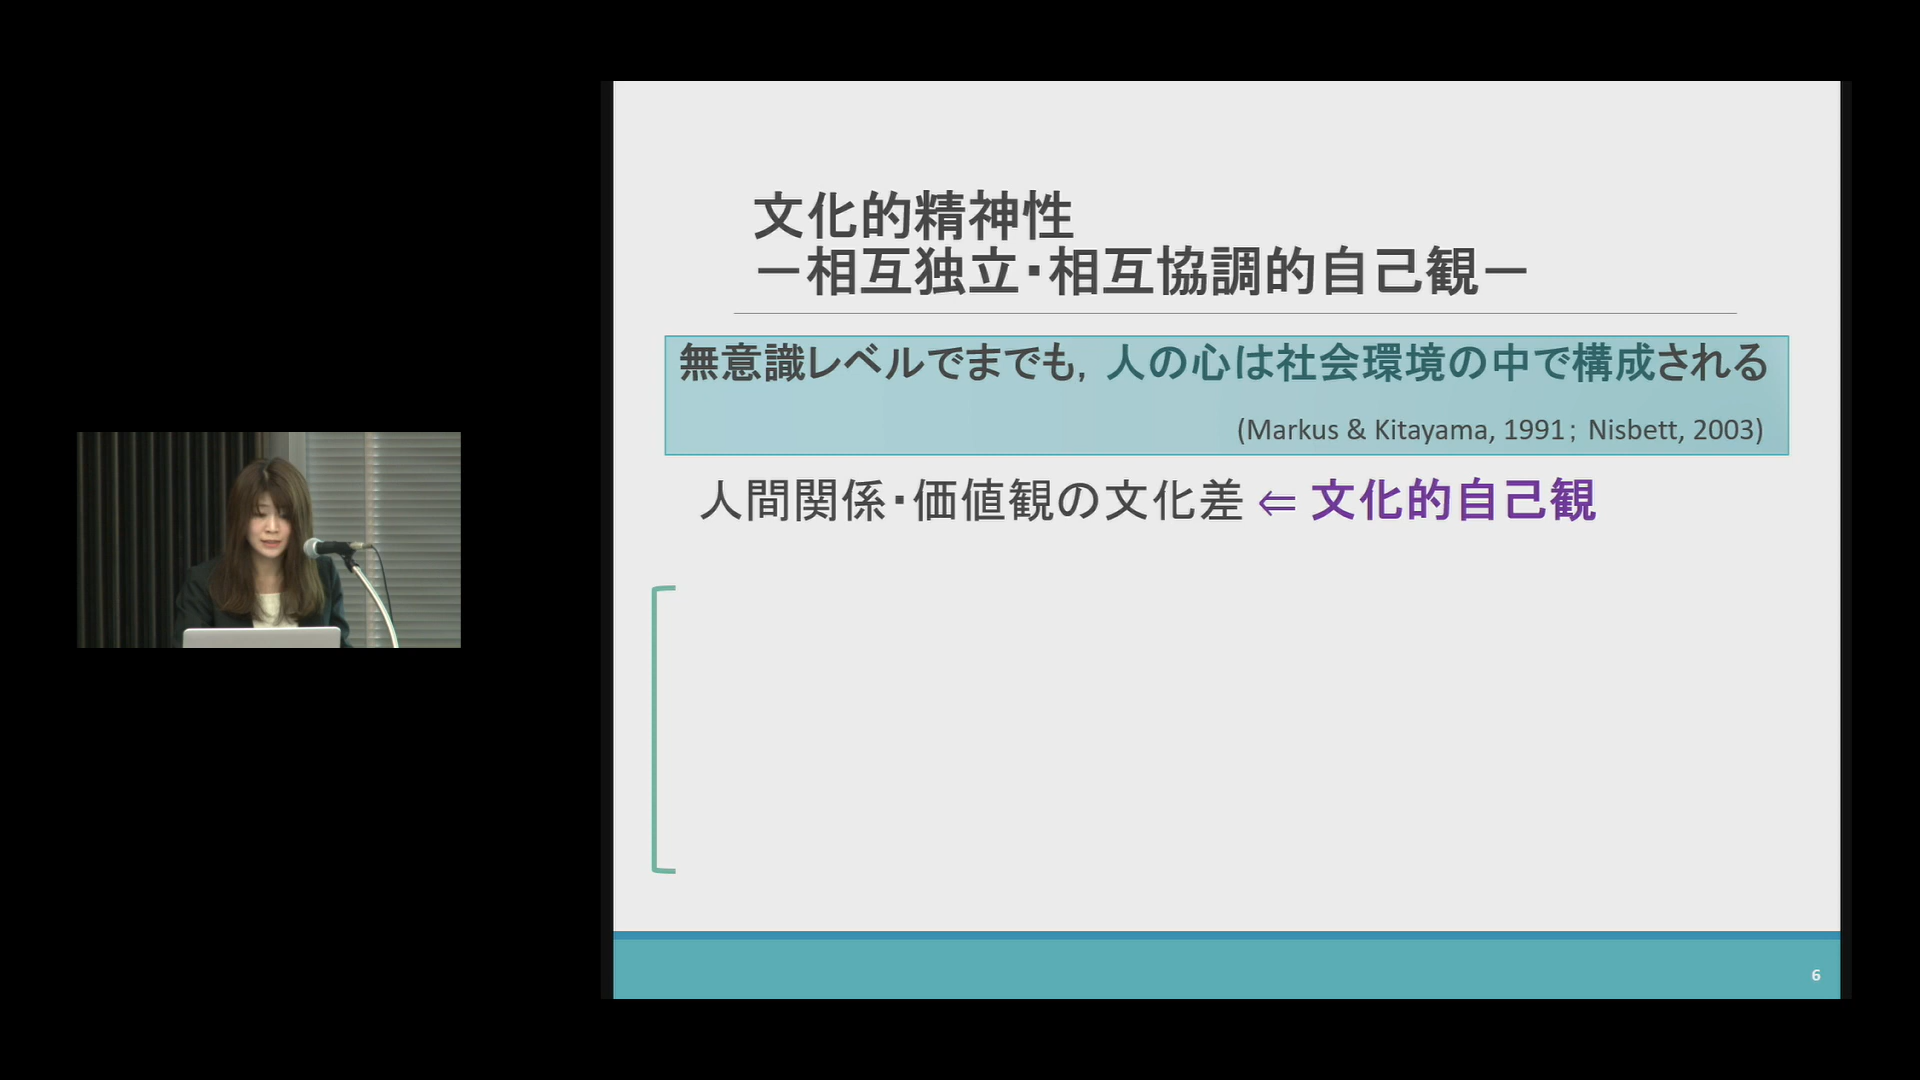 文化的精神性
－相互独立・相互協調的自己観－
無意識レベルでまでも，人の心は社会環境の中で構成される
(Markus & Kitayama, 1991； Nisbett, 2003)
人間関係・価値観の文化差 ⇐ 文化的自己観
6